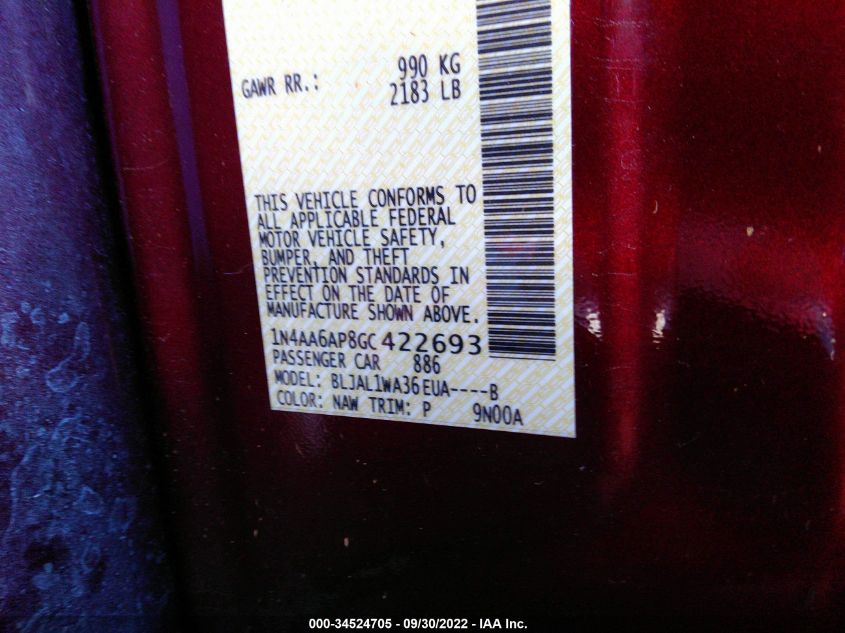 GAWR RR.: 990 KG
2183 LB
THIS VEHICLE CONFORMS TO
ALL APPLICABLE FEDERAL
MOTOR VEHICLE SAFETY,
BUMPER, AND THEFT
PREVENTION STANDARDS IN
EFFECT ON THE DATE OF
MANUFACTURE SHOWN ABOVE.
1N4AA6AP8GC422693
PASSENGER CAR 886
MODEL: BLJAL1WA36EUA----B
COLOR: NAW TRIM: P 9N00A
000-34524705 - 09/30/2022 - IAA Inc.